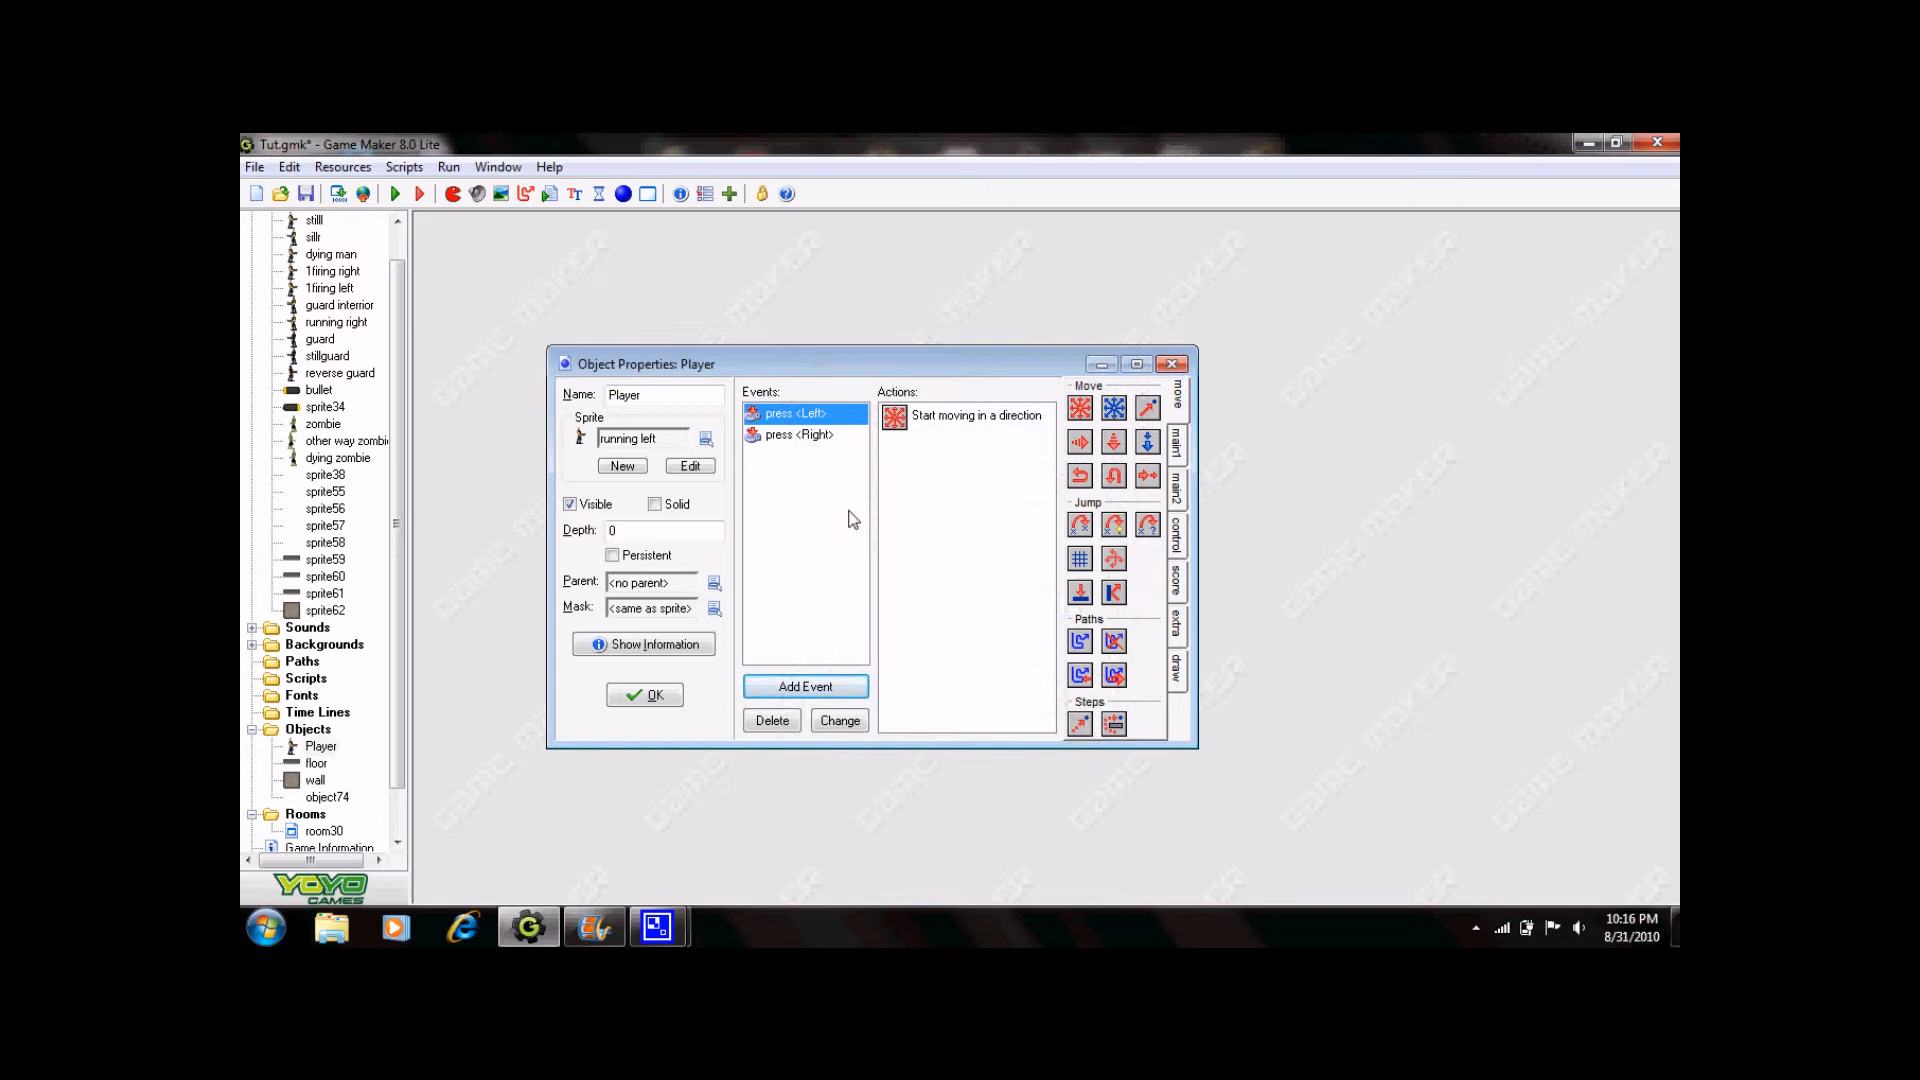 Tut.gmk* - Game Maker 8.0 Lite
File Edit Resources Scripts Run Window Help
stilll
sillr
dying man
1firing right
1firing left
guard interrior
running right
guard
stillguard
reverse guard
bullet
sprite34
zombie
other way zombi
dying zombie
sprite38
sprite55
sprite56
sprite57
sprite58
sprite59
sprite60
sprite61
sprite62
Sounds
Backgrounds
Paths
Scripts
Fonts
Time Lines
Objects
Player
floor
wall
object74
Rooms
room30
Game Information
YOYO
GAMES
Object Properties: Player
Name: Player
Sprite
running left
New Edit
Visible Solid
Depth: 0
Persistent
Parent: <no parent>
Mask: <same as sprite>
Show Information
OK
Events:
press <Left>
press <Right>
Add Event
Delete Change
Actions:
Start moving in a direction
Move
Jump
Paths
Steps
move
main1
main2
control
score
extra
draw
10:16 PM
8/31/2010